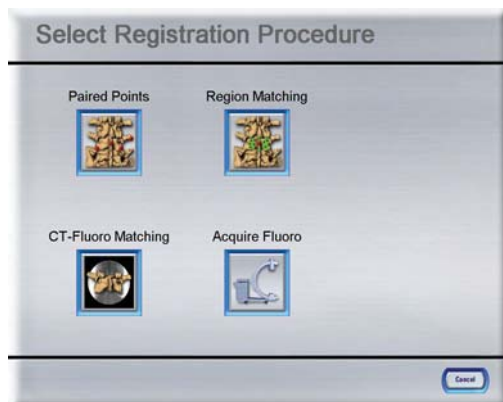 Select Registration Procedure
Paired Points
Region Matching
CT-Fluoro Matching
Acquire Fluoro
Cancel